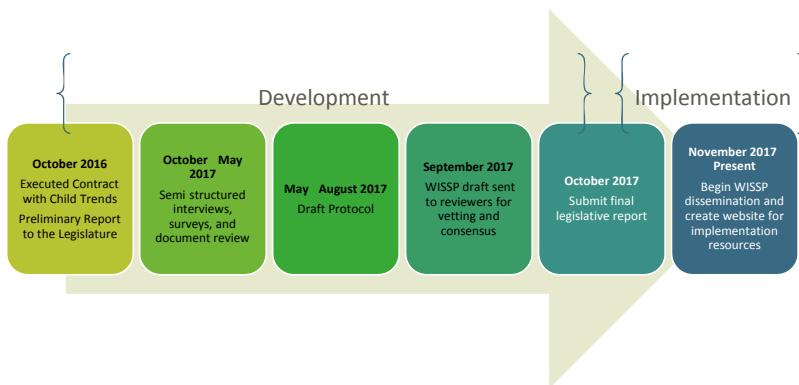 Development
Implementation
October 2016
Executed Contract
with Child Trends
Preliminary Report
to the Legislature
October May
2017
Semi structured
interviews,
surveys, and
document review
May August 2017
Draft Protocol
September 2017
WISSP draft sent
to reviewers for
vetting and
consensus
October 2017
Submit final
legislative report
November 2017
Present
Begin WISSP
dissemination and
create website for
implementation
resources